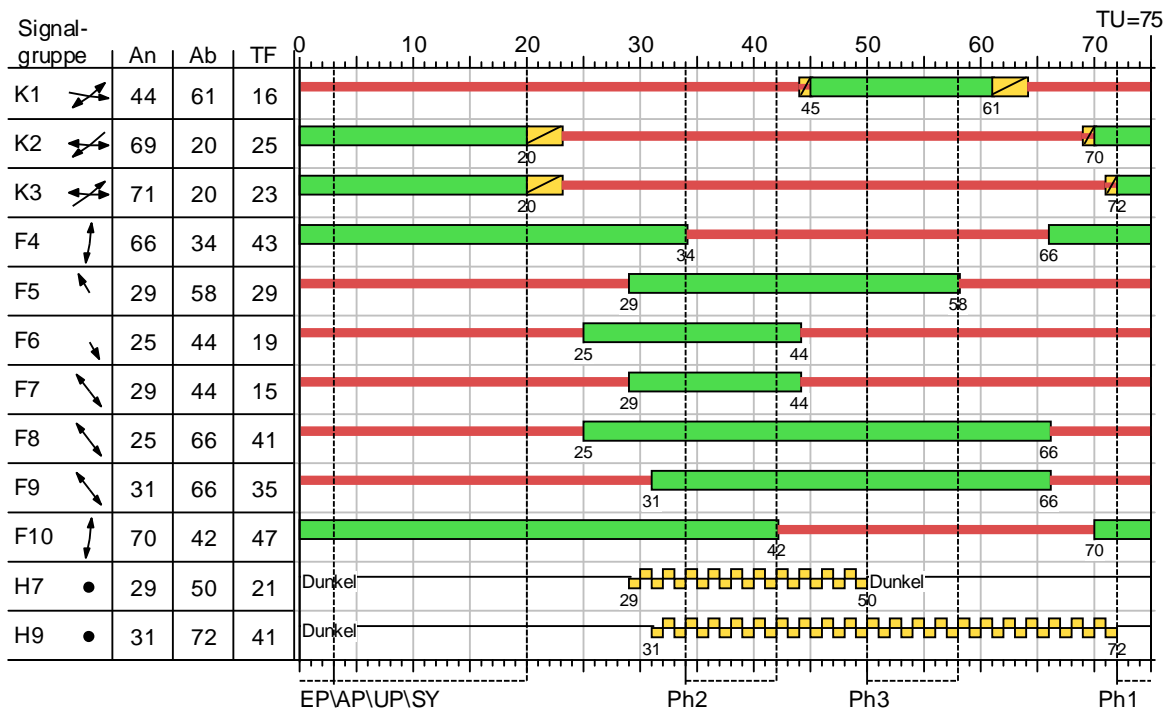 TU=75
Signal-
gruppe An Ab TF 0 10 20 30 40 50 60 70
K1 44 61 16 45 61
K2 69 20 25 20 70
K3 71 20 23 20 72
F4 66 34 43 34 66
F5 29 58 29 29 58
F6 25 44 19 25 44
F7 29 44 15 29 44
F8 25 66 41 25 66
F9 31 66 35 31 66
F10 70 42 47 42 70
H7 29 50 21 Dunkel 29 50 Dunkel
H9 31 72 41 Dunkel 31 72
EP\AP\UP\SY Ph2 Ph3 Ph1